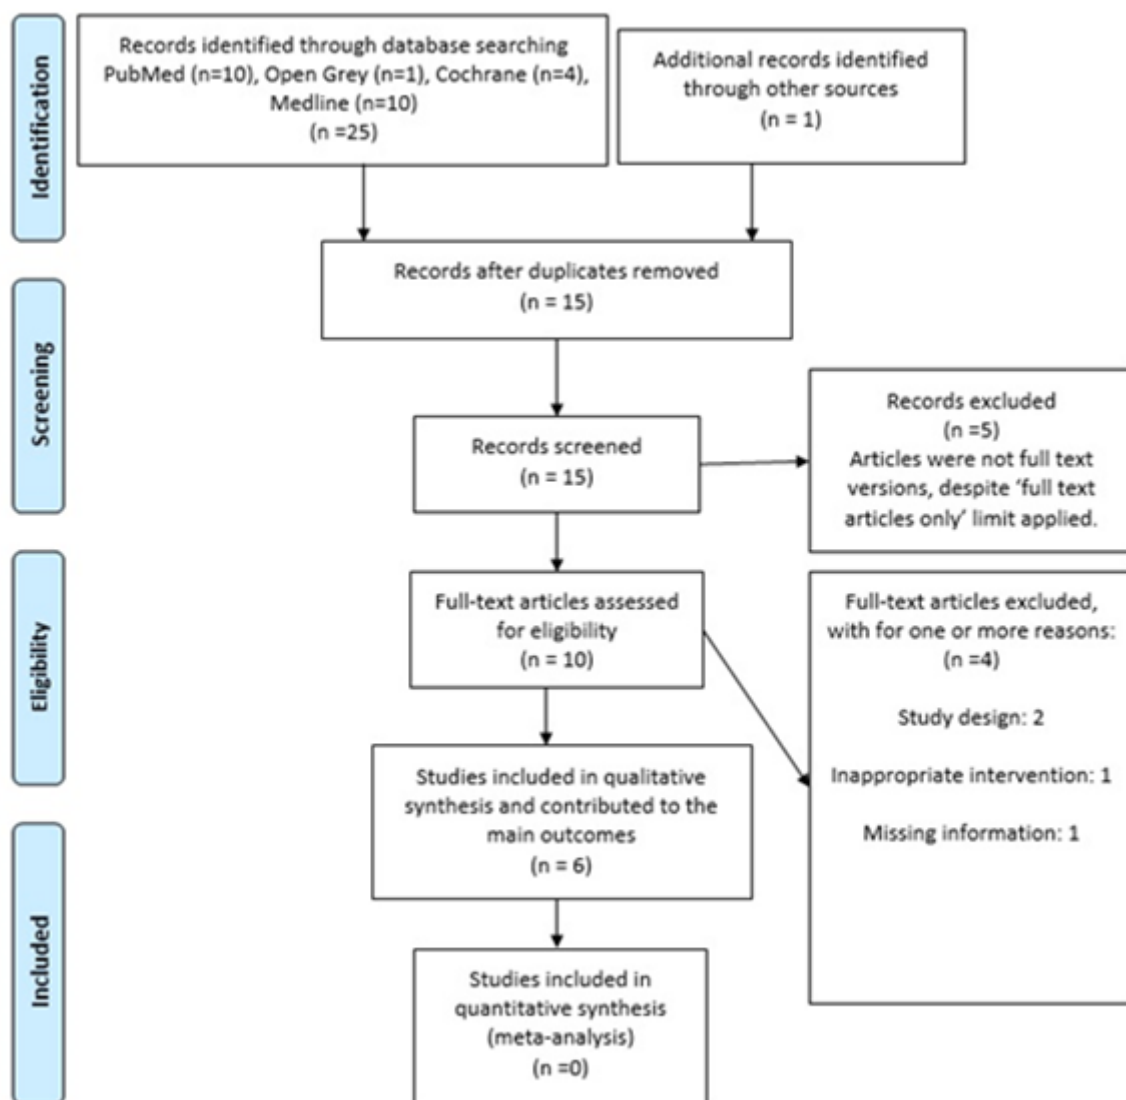 Identification
Records identified through database searching
PubMed (n=10), Open Grey (n=1), Cochrane (n=4),
Medline (n=10)
(n =25)
Additional records identified
through other sources
(n = 1)
Records after duplicates removed
(n = 15)
Screening
Records screened
(n = 15)
Records excluded
(n =5)
Articles were not full text
versions, despite ‘full text
articles only’ limit applied.
Eligibility
Full-text articles assessed
for eligibility
(n = 10)
Full-text articles excluded,
with for one or more reasons:
(n =4)
Study design: 2
Inappropriate intervention: 1
Missing information: 1
Studies included in qualitative
synthesis and contributed to the
main outcomes
(n = 6)
Included
Studies included in
quantitative synthesis
(meta-analysis)
(n =0)